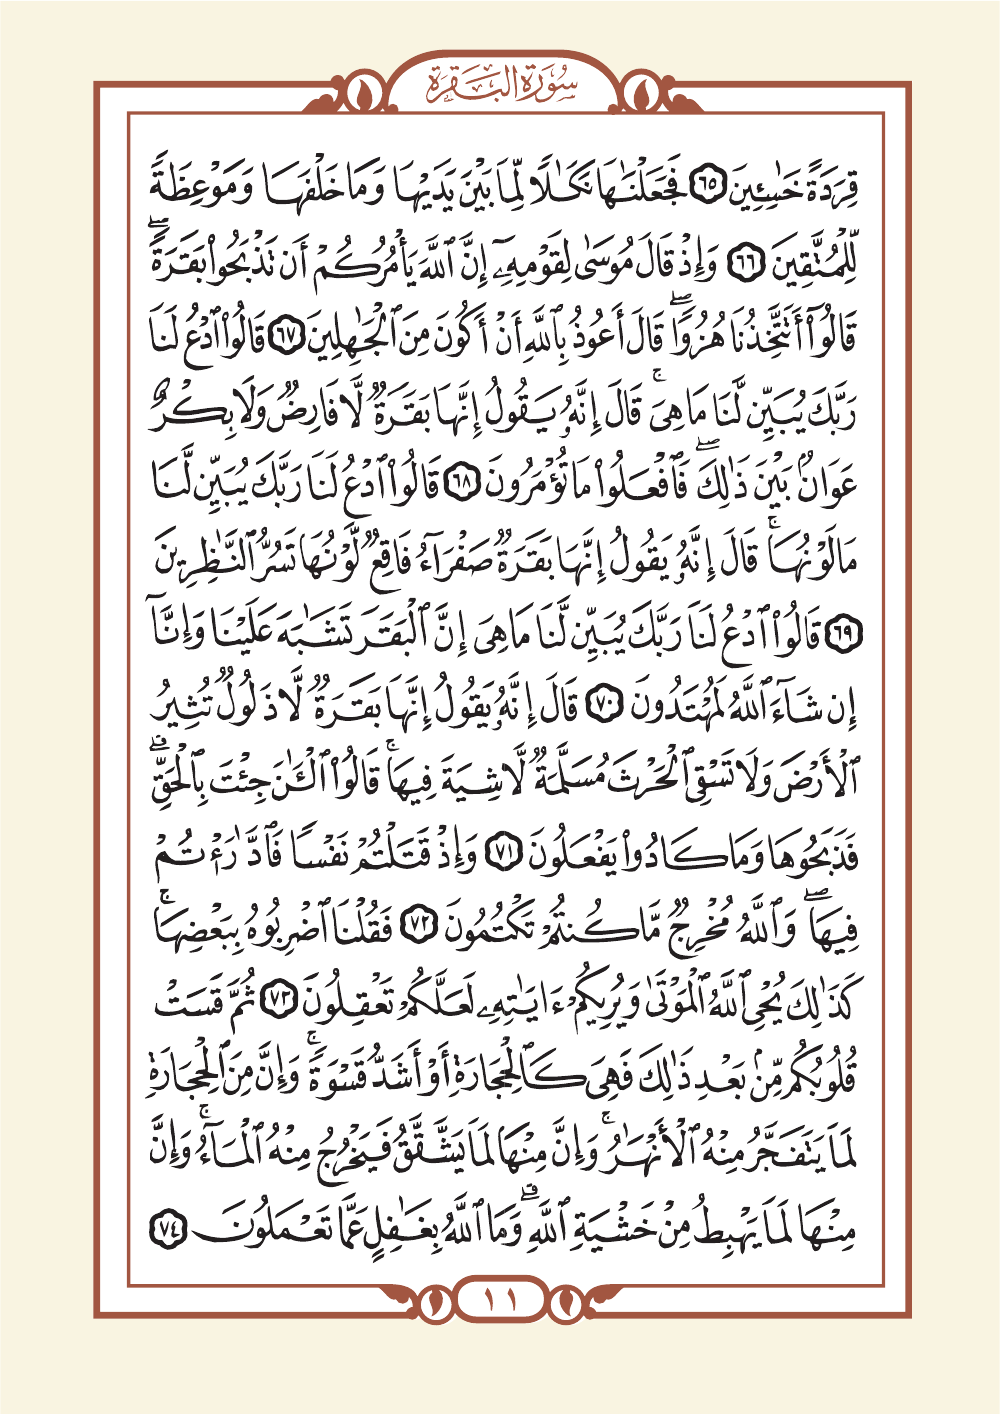 سُورَةُ البَقَرَةِ
قِرَدَةً خَٰسِـِٔينَ ٦٥ فَجَعَلْنَٰهَا نَكَٰلًا لِّمَا بَيْنَ يَدَيْهَا وَمَا خَلْفَهَا وَمَوْعِظَةً
لِّلْمُتَّقِينَ ٦٦ وَإِذْ قَالَ مُوسَىٰ لِقَوْمِهِۦٓ إِنَّ ٱللَّهَ يَأْمُرُكُمْ أَن تَذْبَحُوا۟ بَقَرَةًۖ
قَالُوٓا۟ أَتَتَّخِذُنَا هُزُوًاۖ قَالَ أَعُوذُ بِٱللَّهِ أَنْ أَكُونَ مِنَ ٱلْجَٰهِلِينَ ٦٧ قَالُوا۟ ٱدْعُ لَنَا
رَبَّكَ يُبَيِّن لَّنَا مَا هِىَۚ قَالَ إِنَّهُۥ يَقُولُ إِنَّهَا بَقَرَةٌ لَّا فَارِضٌ وَلَا بِكْرٌ
عَوَانٌۢ بَيْنَ ذَٰلِكَۖ فَٱفْعَلُوا۟ مَا تُؤْمَرُونَ ٦٨ قَالُوا۟ ٱدْعُ لَنَا رَبَّكَ يُبَيِّن لَّنَا
مَا لَوْنُهَاۚ قَالَ إِنَّهُۥ يَقُولُ إِنَّهَا بَقَرَةٌ صَفْرَآءُ فَاقِعٌ لَّوْنُهَا تَسُرُّ ٱلنَّٰظِرِينَ
٦٩ قَالُوا۟ ٱدْعُ لَنَا رَبَّكَ يُبَيِّن لَّنَا مَا هِىَ إِنَّ ٱلْبَقَرَ تَشَٰبَهَ عَلَيْنَا وَإِنَّآ
إِن شَآءَ ٱللَّهُ لَمُهْتَدُونَ ٧٠ قَالَ إِنَّهُۥ يَقُولُ إِنَّهَا بَقَرَةٌ لَّا ذَلُولٌ تُثِيرُ
ٱلْأَرْضَ وَلَا تَسْقِى ٱلْحَرْثَ مُسَلَّمَةٌ لَّا شِيَةَ فِيهَاۚ قَالُوا۟ ٱلْـَٰٔنَ جِئْتَ بِٱلْحَقِّۚ
فَذَبَحُوهَا وَمَا كَادُوا۟ يَفْعَلُونَ ٧١ وَإِذْ قَتَلْتُمْ نَفْسًا فَٱدَّٰرَْٰٔتُمْ
فِيهَاۖ وَٱللَّهُ مُخْرِجٌ مَّا كُنتُمْ تَكْتُمُونَ ٧٢ فَقُلْنَا ٱضْرِبُوهُ بِبَعْضِهَاۚ
كَذَٰلِكَ يُحْىِ ٱللَّهُ ٱلْمَوْتَىٰ وَيُرِيكُمْ ءَايَٰتِهِۦ لَعَلَّكُمْ تَعْقِلُونَ ٧٣ ثُمَّ قَسَتْ
قُلُوبُكُم مِّنۢ بَعْدِ ذَٰلِكَ فَهِىَ كَٱلْحِجَارَةِ أَوْ أَشَدُّ قَسْوَةًۚ وَإِنَّ مِنَ ٱلْحِجَارَةِ
لَمَا يَتَفَجَّرُ مِنْهُ ٱلْأَنْهَٰرُۚ وَإِنَّ مِنْهَا لَمَا يَشَّقَّقُ فَيَخْرُجُ مِنْهُ ٱلْمَآءُۚ وَإِنَّ
مِنْهَا لَمَا يَهْبِطُ مِنْ خَشْيَةِ ٱللَّهِۗ وَمَا ٱللَّهُ بِغَٰفِلٍ عَمَّا تَعْمَلُونَ ٧٤
١١